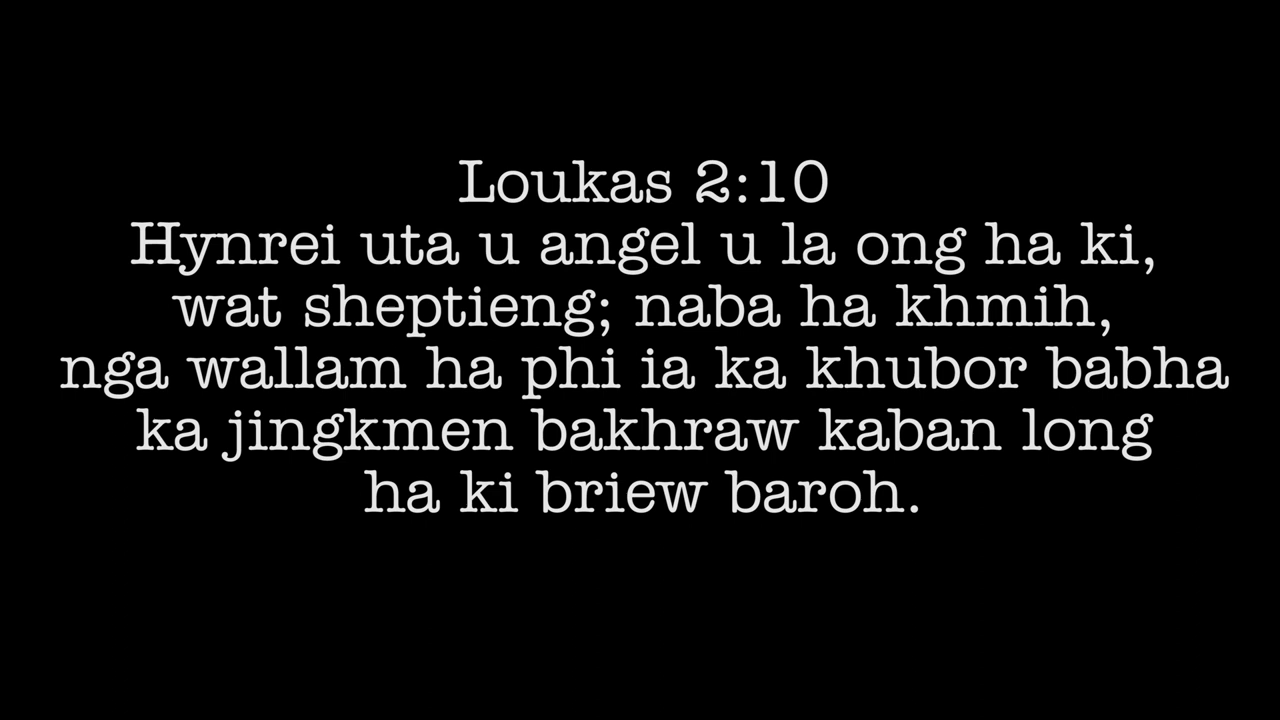 Loukas 2:10
Hynrei uta u angel u la ong ha ki,
wat sheptieng; naba ha khmih,
nga wallam ha phi ia ka khubor babha
ka jingkmen bakhraw kaban long
ha ki briew baroh.